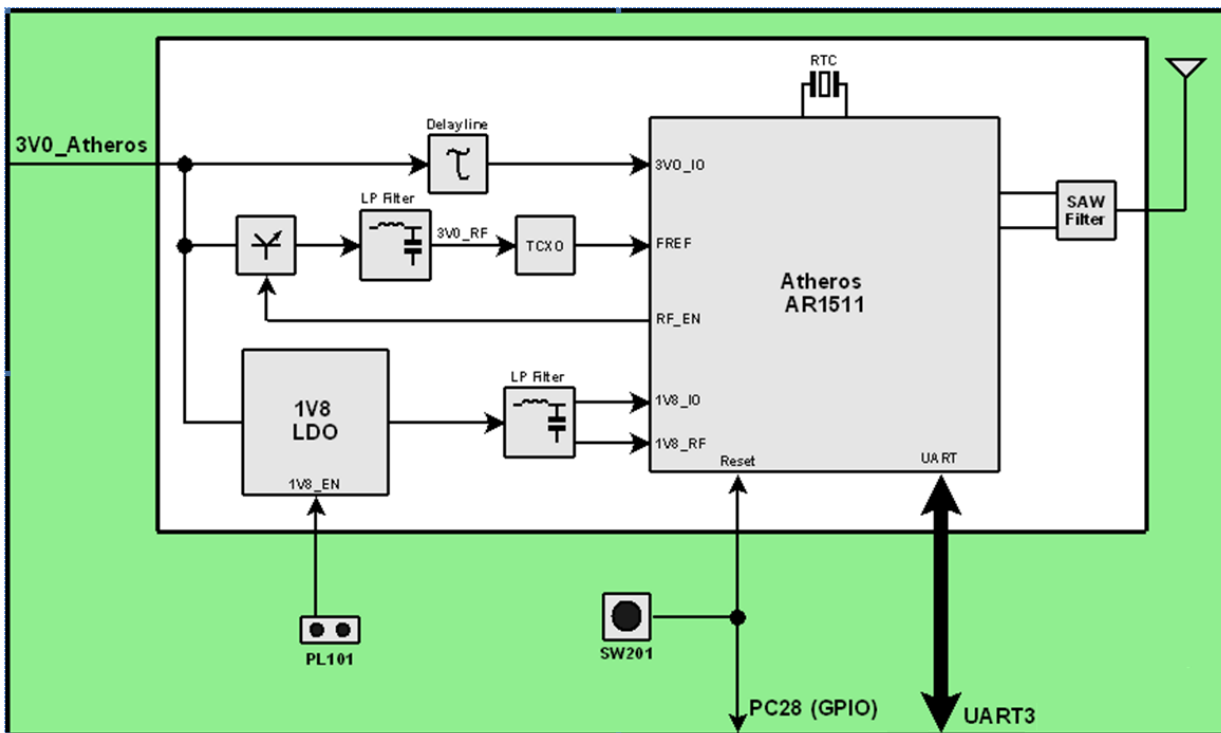 RTC
Delayline
3V0_Atheros
τ
3V0_IO
LP Filter
3V0_RF
TCXO
FREF
SAW
Filter
Atheros
AR1511
RF_EN
LP Filter
1V8
LDO
1V8_IO
1V8_RF
1V8_EN
Reset
UART
PL101
SW201
PC28 (GPIO)
UART3